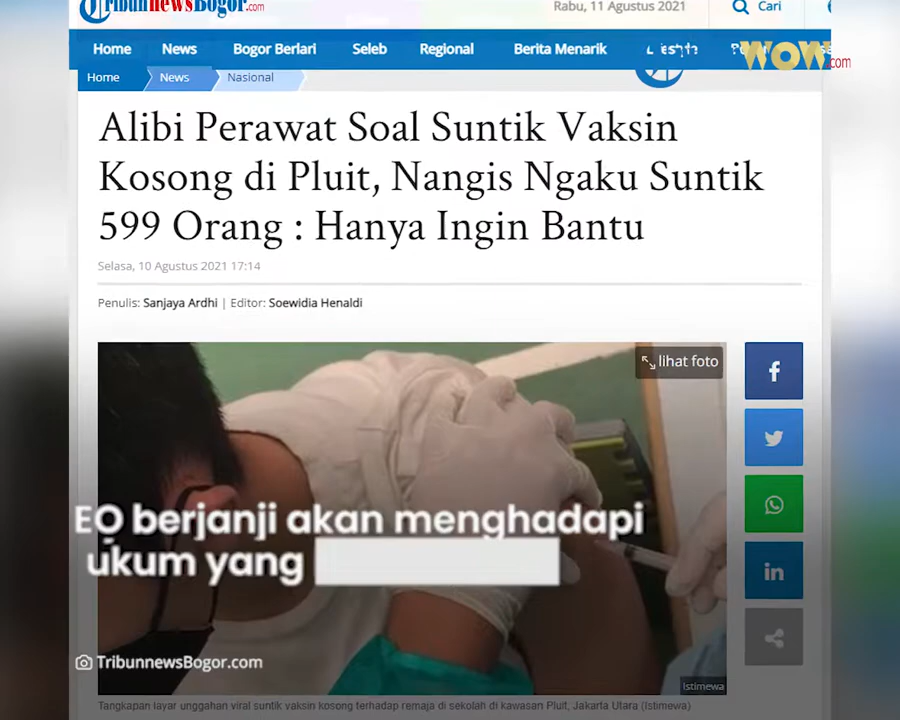 TribunnewsBogor.com
Rabu, 11 Agustus 2021
Cari
Home News Bogor Berlari Seleb Regional Berita Menarik
WOW.com
Home News Nasional
Alibi Perawat Soal Suntik Vaksin
Kosong di Pluit, Nangis Ngaku Suntik
599 Orang : Hanya Ingin Bantu
Selasa, 10 Agustus 2021 17:14
Penulis: Sanjaya Ardhi | Editor: Soewidia Henaldi
lihat foto
EO berjanji akan menghadapi
ukum yang
TribunnewsBogor.com
Istimewa
Tangkapan layar unggahan viral suntik vaksin kosong terhadap remaja di sekolah di kawasan Pluit, Jakarta Utara (Istimewa)